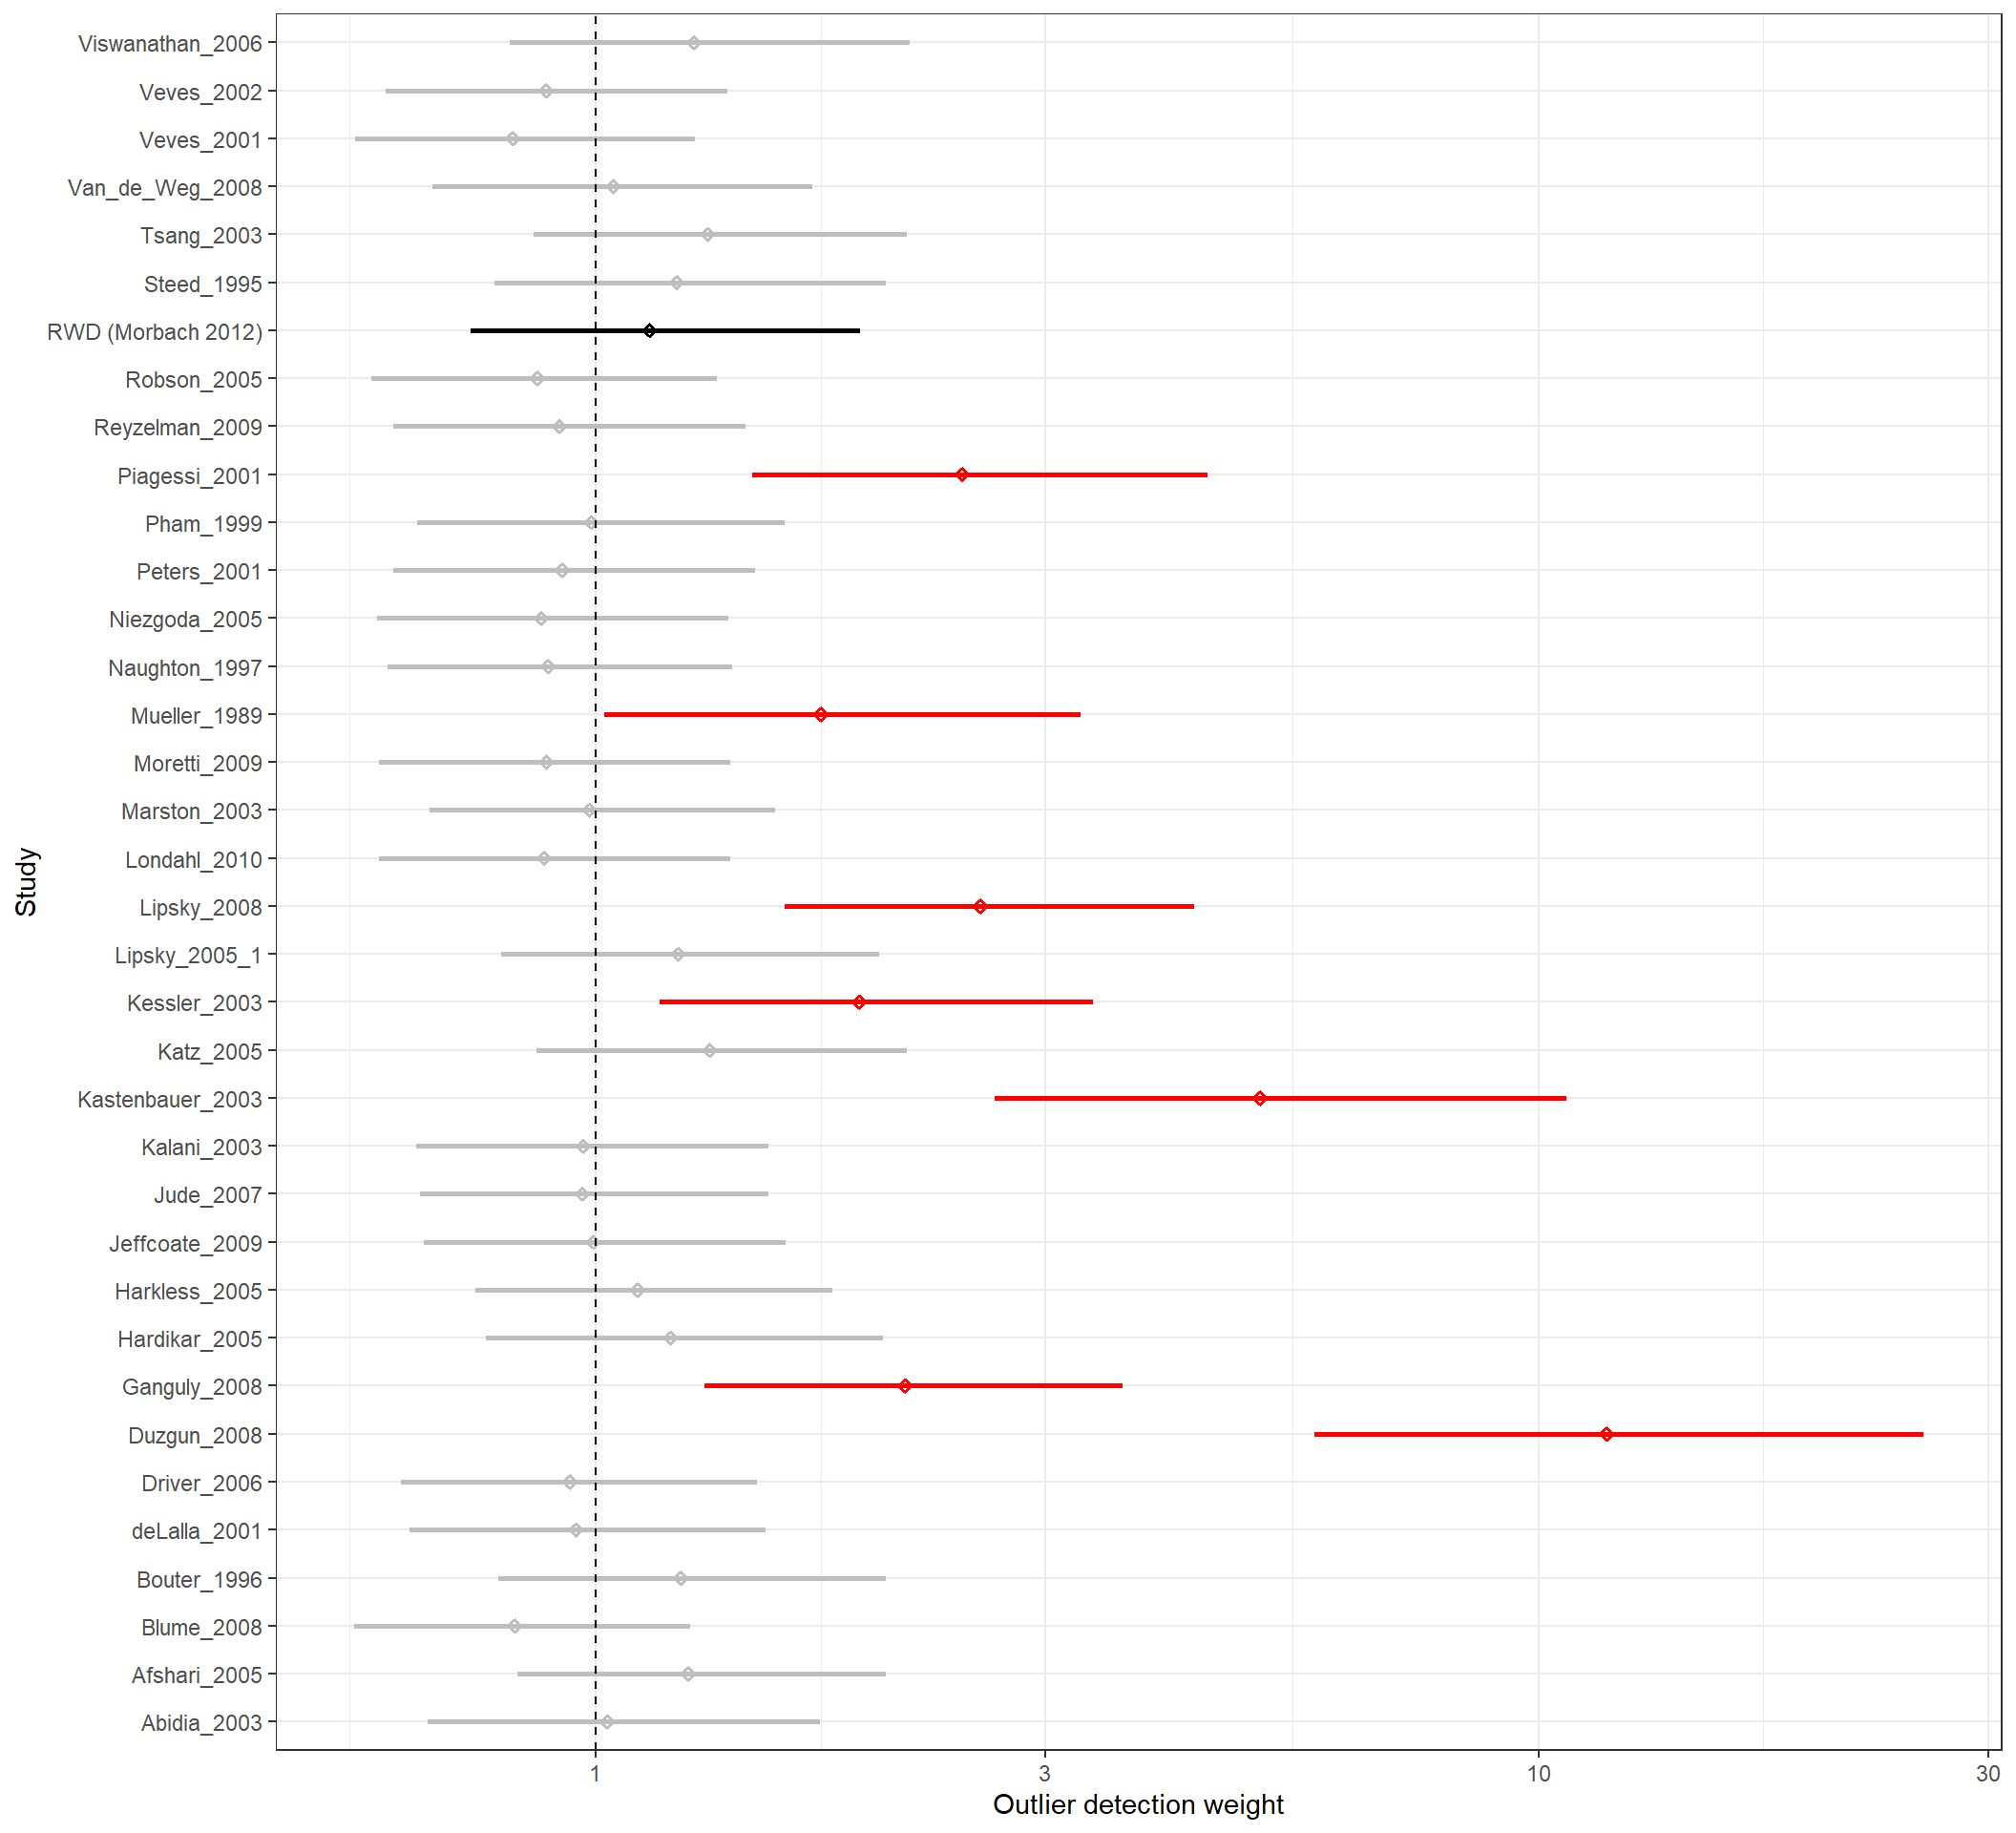 Viswanathan_2006
Veves_2002
Veves_2001
Van_de_Weg_2008
Tsang_2003
Steed_1995
RWD (Morbach 2012)
Robson_2005
Reyzelman_2009
Piagessi_2001
Pham_1999
Peters_2001
Niezgoda_2005
Naughton_1997
Mueller_1989
Moretti_2009
Marston_2003
Londahl_2010
Lipsky_2008
Lipsky_2005_1
Kessler_2003
Katz_2005
Kastenbauer_2003
Kalani_2003
Jude_2007
Jeffcoate_2009
Harkless_2005
Hardikar_2005
Ganguly_2008
Duzgun_2008
Driver_2006
deLalla_2001
Bouter_1996
Blume_2008
Afshari_2005
Abidia_2003
Study
1 3 10 30
Outlier detection weight